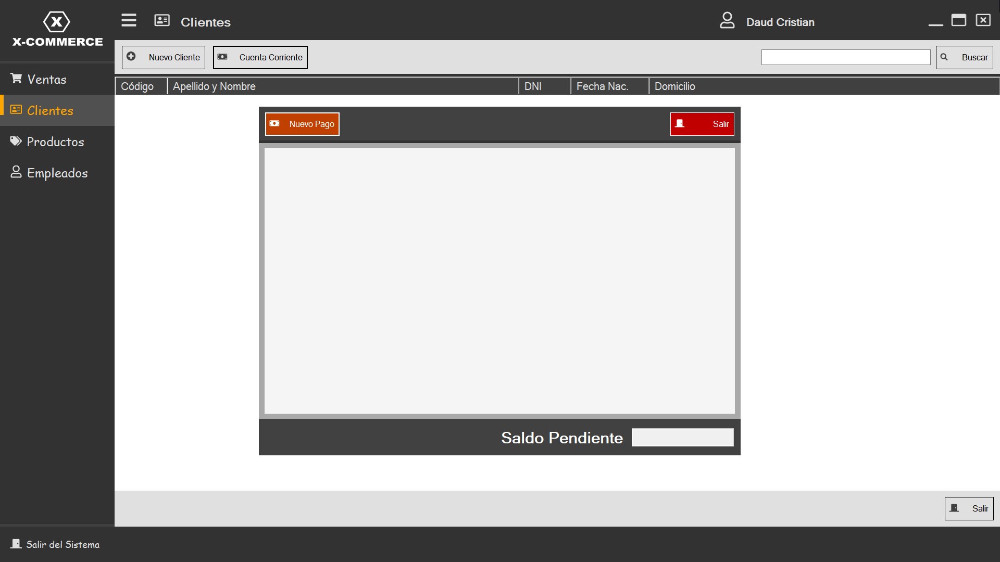 X
X-COMMERCE
Clientes
Daud Cristian
Nuevo Cliente
Cuenta Corriente
Buscar
Ventas
Clientes
Productos
Empleados
Código
Apellido y Nombre
DNI
Fecha Nac.
Domicilio
Nuevo Pago
Salir
Saldo Pendiente
Salir
Salir del Sistema